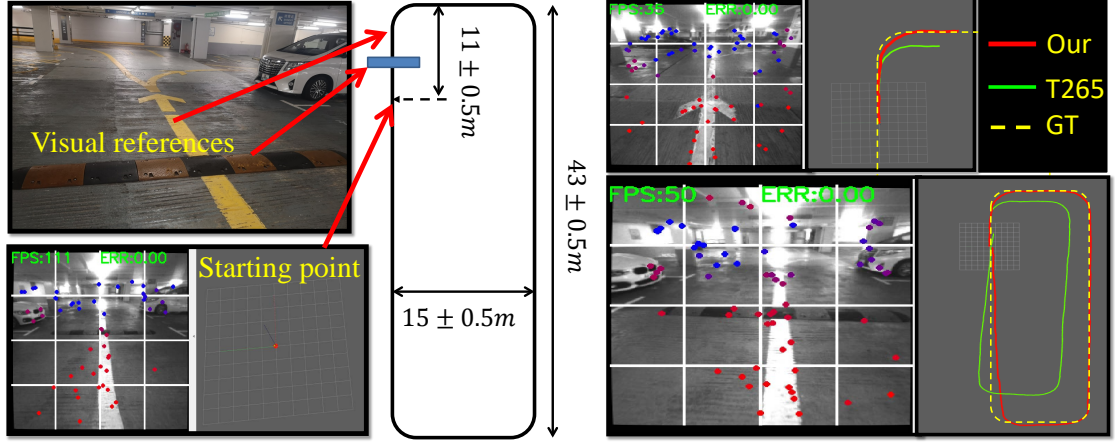 Visual references
FPS:111 ERR:0.00
Starting point
11 ± 0.5m
15 ± 0.5m
43 ± 0.5m
FPS:35 ERR:0.00
Our
T265
GT
FPS:50 ERR:0.00